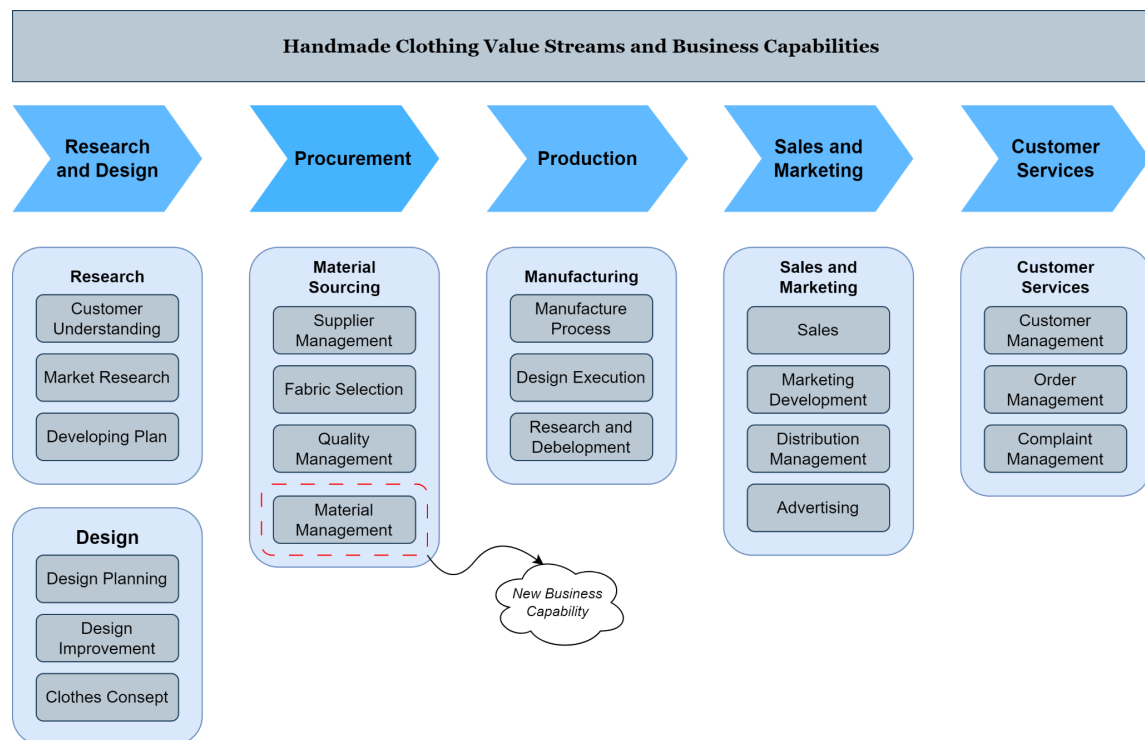 Handmade Clothing Value Streams and Business Capabilities
Research
and Design
Procurement
Production
Sales and
Marketing
Customer
Services
Research
Customer
Understanding
Market Research
Developing Plan
Design
Design Planning
Design
Improvement
Clothes Consept
Material
Sourcing
Supplier
Management
Fabric Selection
Quality
Management
Material
Management
New Business
Capability
Manufacturing
Manufacture
Process
Design Execution
Research and
Debelopment
Sales and
Marketing
Sales
Marketing
Development
Distribution
Management
Advertising
Customer
Services
Customer
Management
Order
Management
Complaint
Management